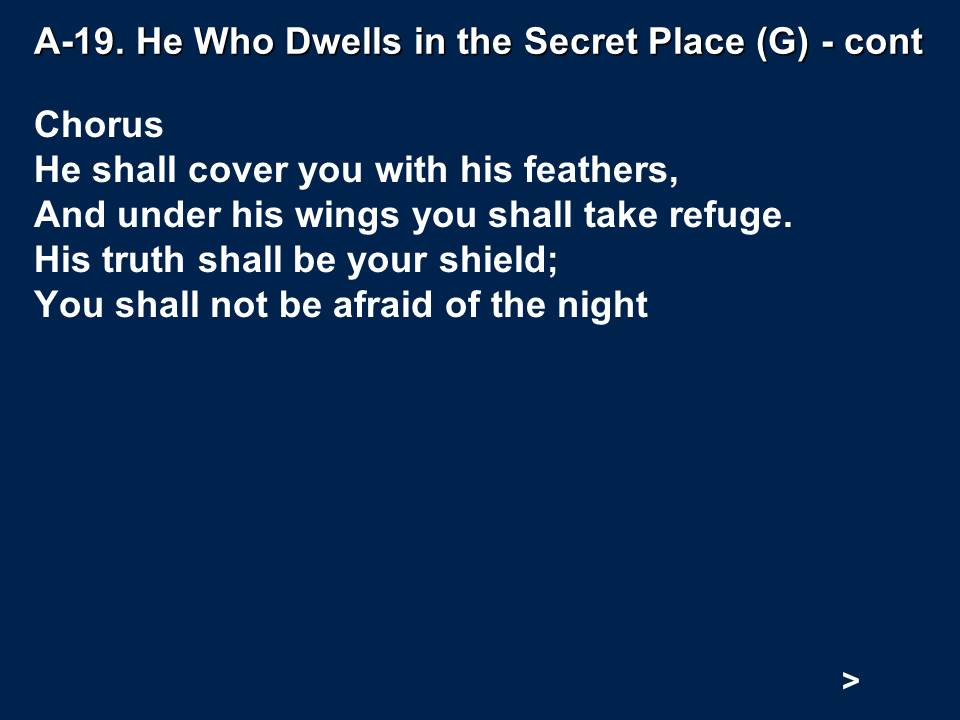 A-19. He Who Dwells in the Secret Place (G) - cont
Chorus
He shall cover you with his feathers,
And under his wings you shall take refuge.
His truth shall be your shield;
You shall not be afraid of the night
>